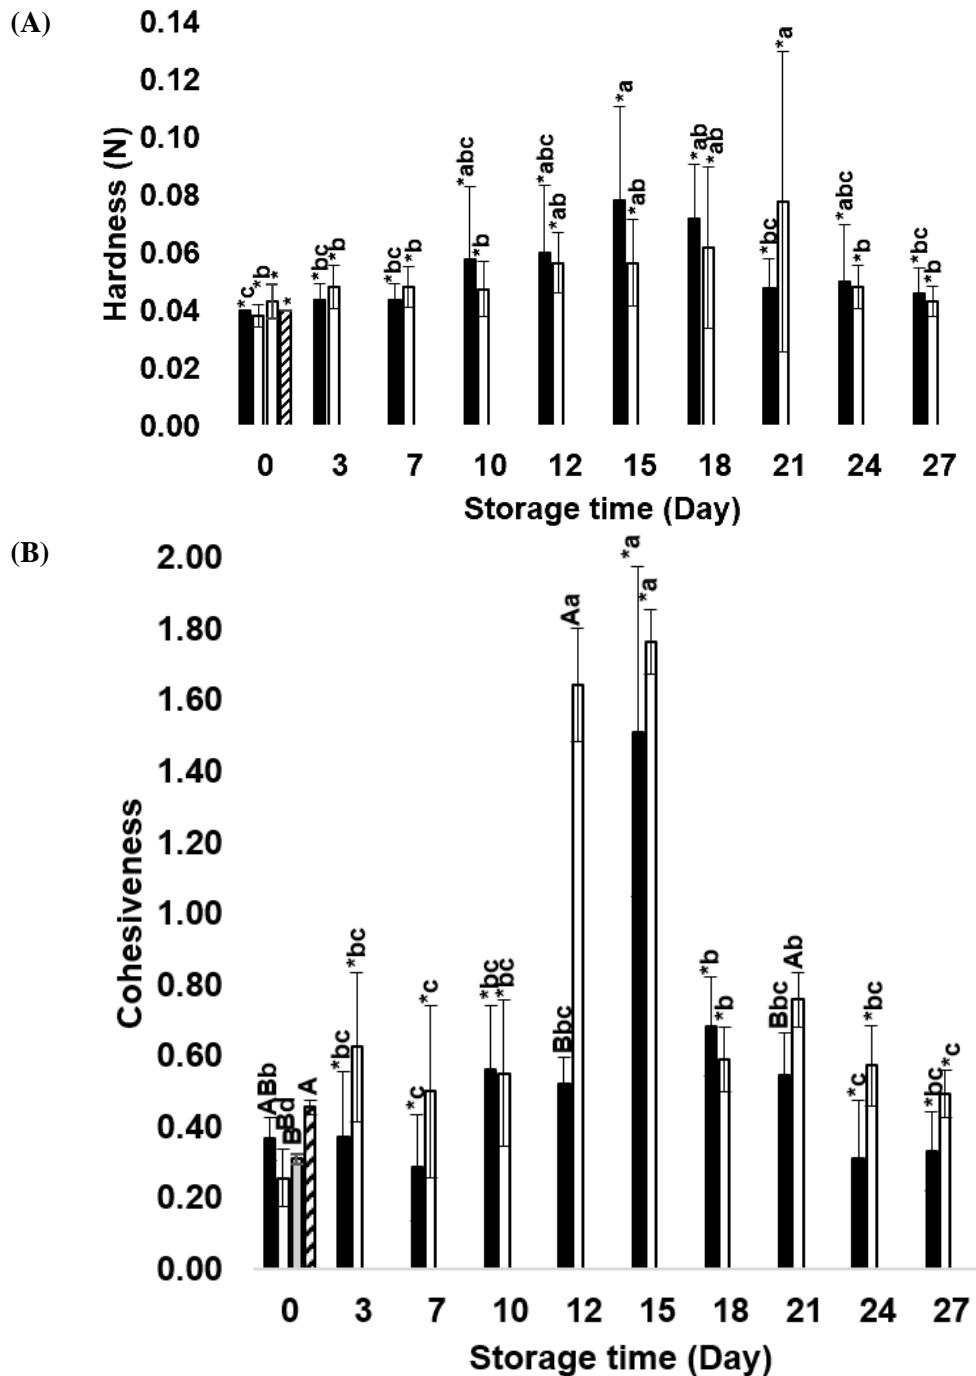 (A)
Hardness (N)
0.14
0.12
0.10
0.08
0.06
0.04
0.02
0.00
*c
*b
*
*
*bc
*b
*bc
*b
*abc
*b
*abc
*ab
*a
*ab
*ab
*ab
*bc
*a
*abc
*b
*bc
*b
0 3 7 10 12 15 18 21 24 27
Storage time (Day)
(B)
Cohesiveness
2.00
1.80
1.60
1.40
1.20
1.00
0.80
0.60
0.40
0.20
0.00
ABb
Bd
B
A
*bc
*bc
*c
*c
*bc
*bc
Bbc
Aa
*a
*a
*b
*b
Bbc
Ab
*c
*bc
*bc
*c
0 3 7 10 12 15 18 21 24 27
Storage time (Day)